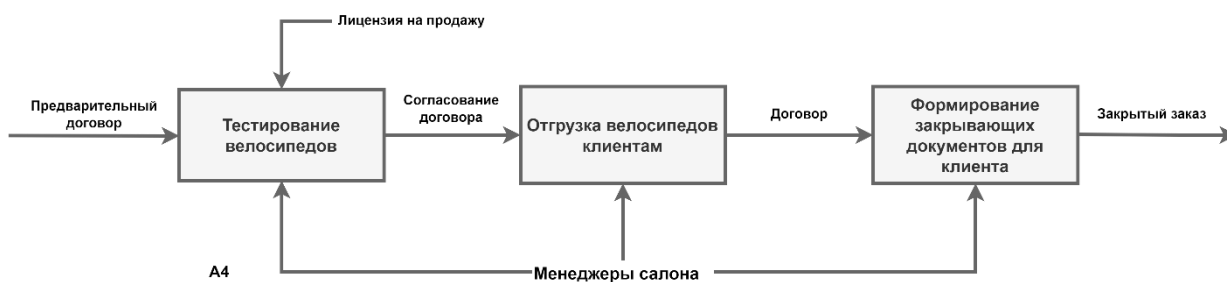 Лицензия на продажу
Предварительный
договор
Тестирование
велосипедов
Согласование
договора
Отгрузка велосипедов
клиентам
Договор
Формирование
закрывающих
документов для
клиента
Закрытый заказ
А4
Менеджеры салона